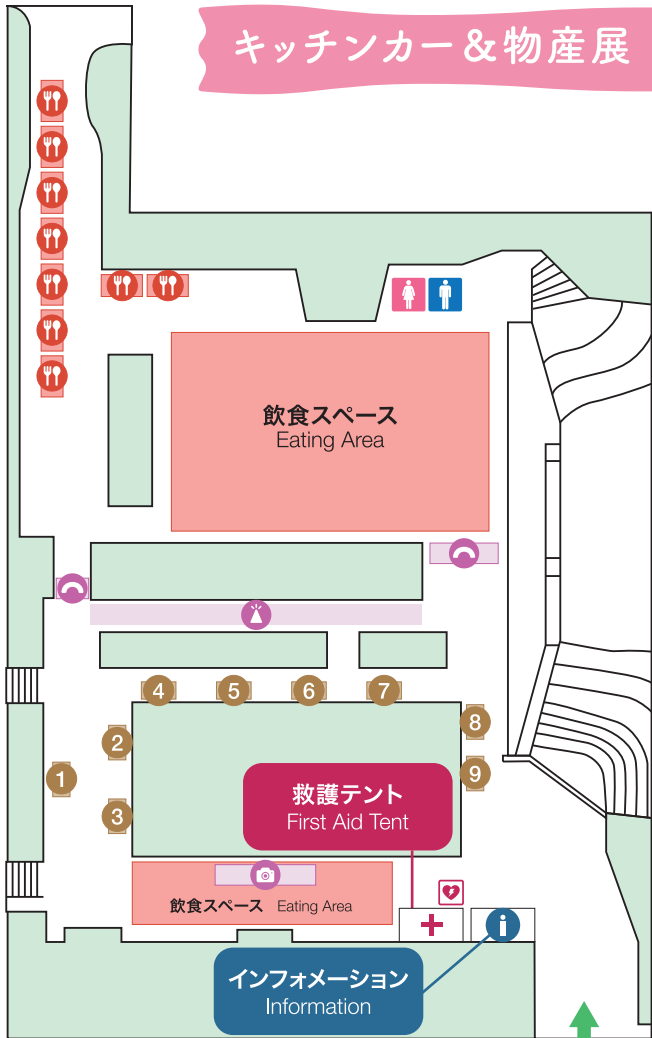 キッチンカー&物産展
飲食スペース
Eating Area
4
5
6
7
2
8
1
9
3
救護テント
First Aid Tent
飲食スペース Eating Area
i
インフォメーション
Information